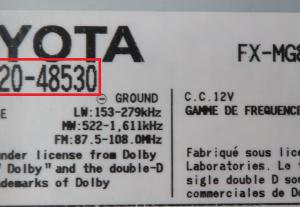 YOTA FX-MG8
20-48530
GROUND C.C.12V
E LW:153-279kHz GAMME DE FREQUENCE
MW:522-1,611kHz
FM:87.5-108.0MHz
nder license from Dolby Fabriqué sous lice
"Dolby" and the double-D Laboratories. Le t
demarks of Dolby sigle double D sou
commerciales de Do